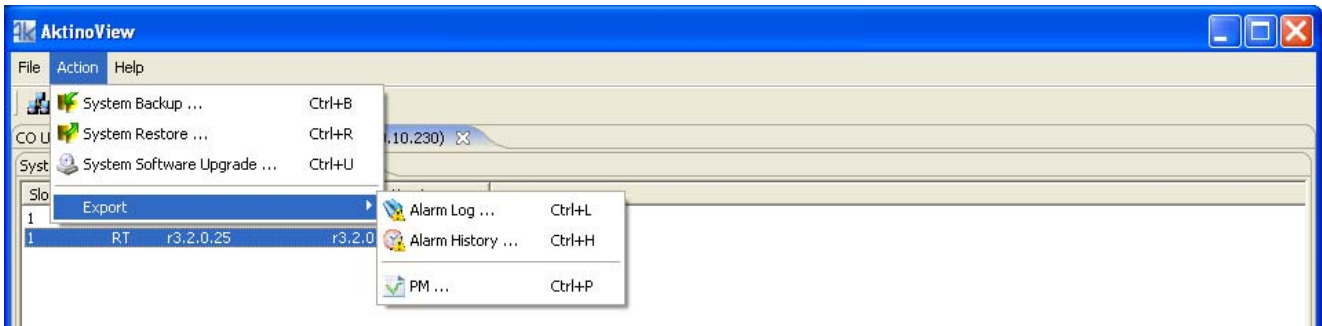 AktinoView
File Action Help
System Backup ... Ctrl+B
CO U System Restore ... Ctrl+R .10.230)
Syst System Software Upgrade ... Ctrl+U
Slo
Export Alarm Log ... Ctrl+L
1
1 RT r3.2.0.25 r3.2.0 Alarm History ... Ctrl+H
PM ... Ctrl+P